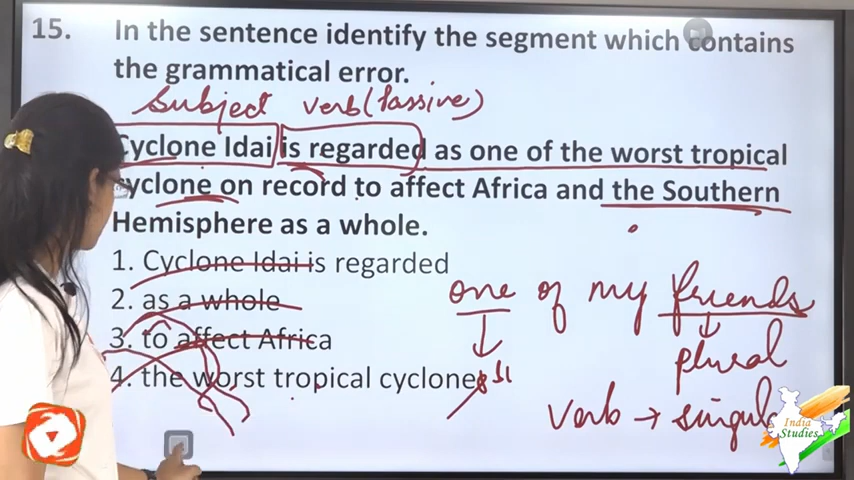 15. In the sentence identify the segment which contains
the grammatical error.
Subject verb (Passive)
Cyclone Idai is regarded as one of the worst tropical
cyclone on record to affect Africa and the Southern
Hemisphere as a whole.
1. Cyclone Idai is regarded
2. as a whole
3. to affect Africa
4. the worst tropical cyclone
one of my friends
plural
verb → singul
India
Studies